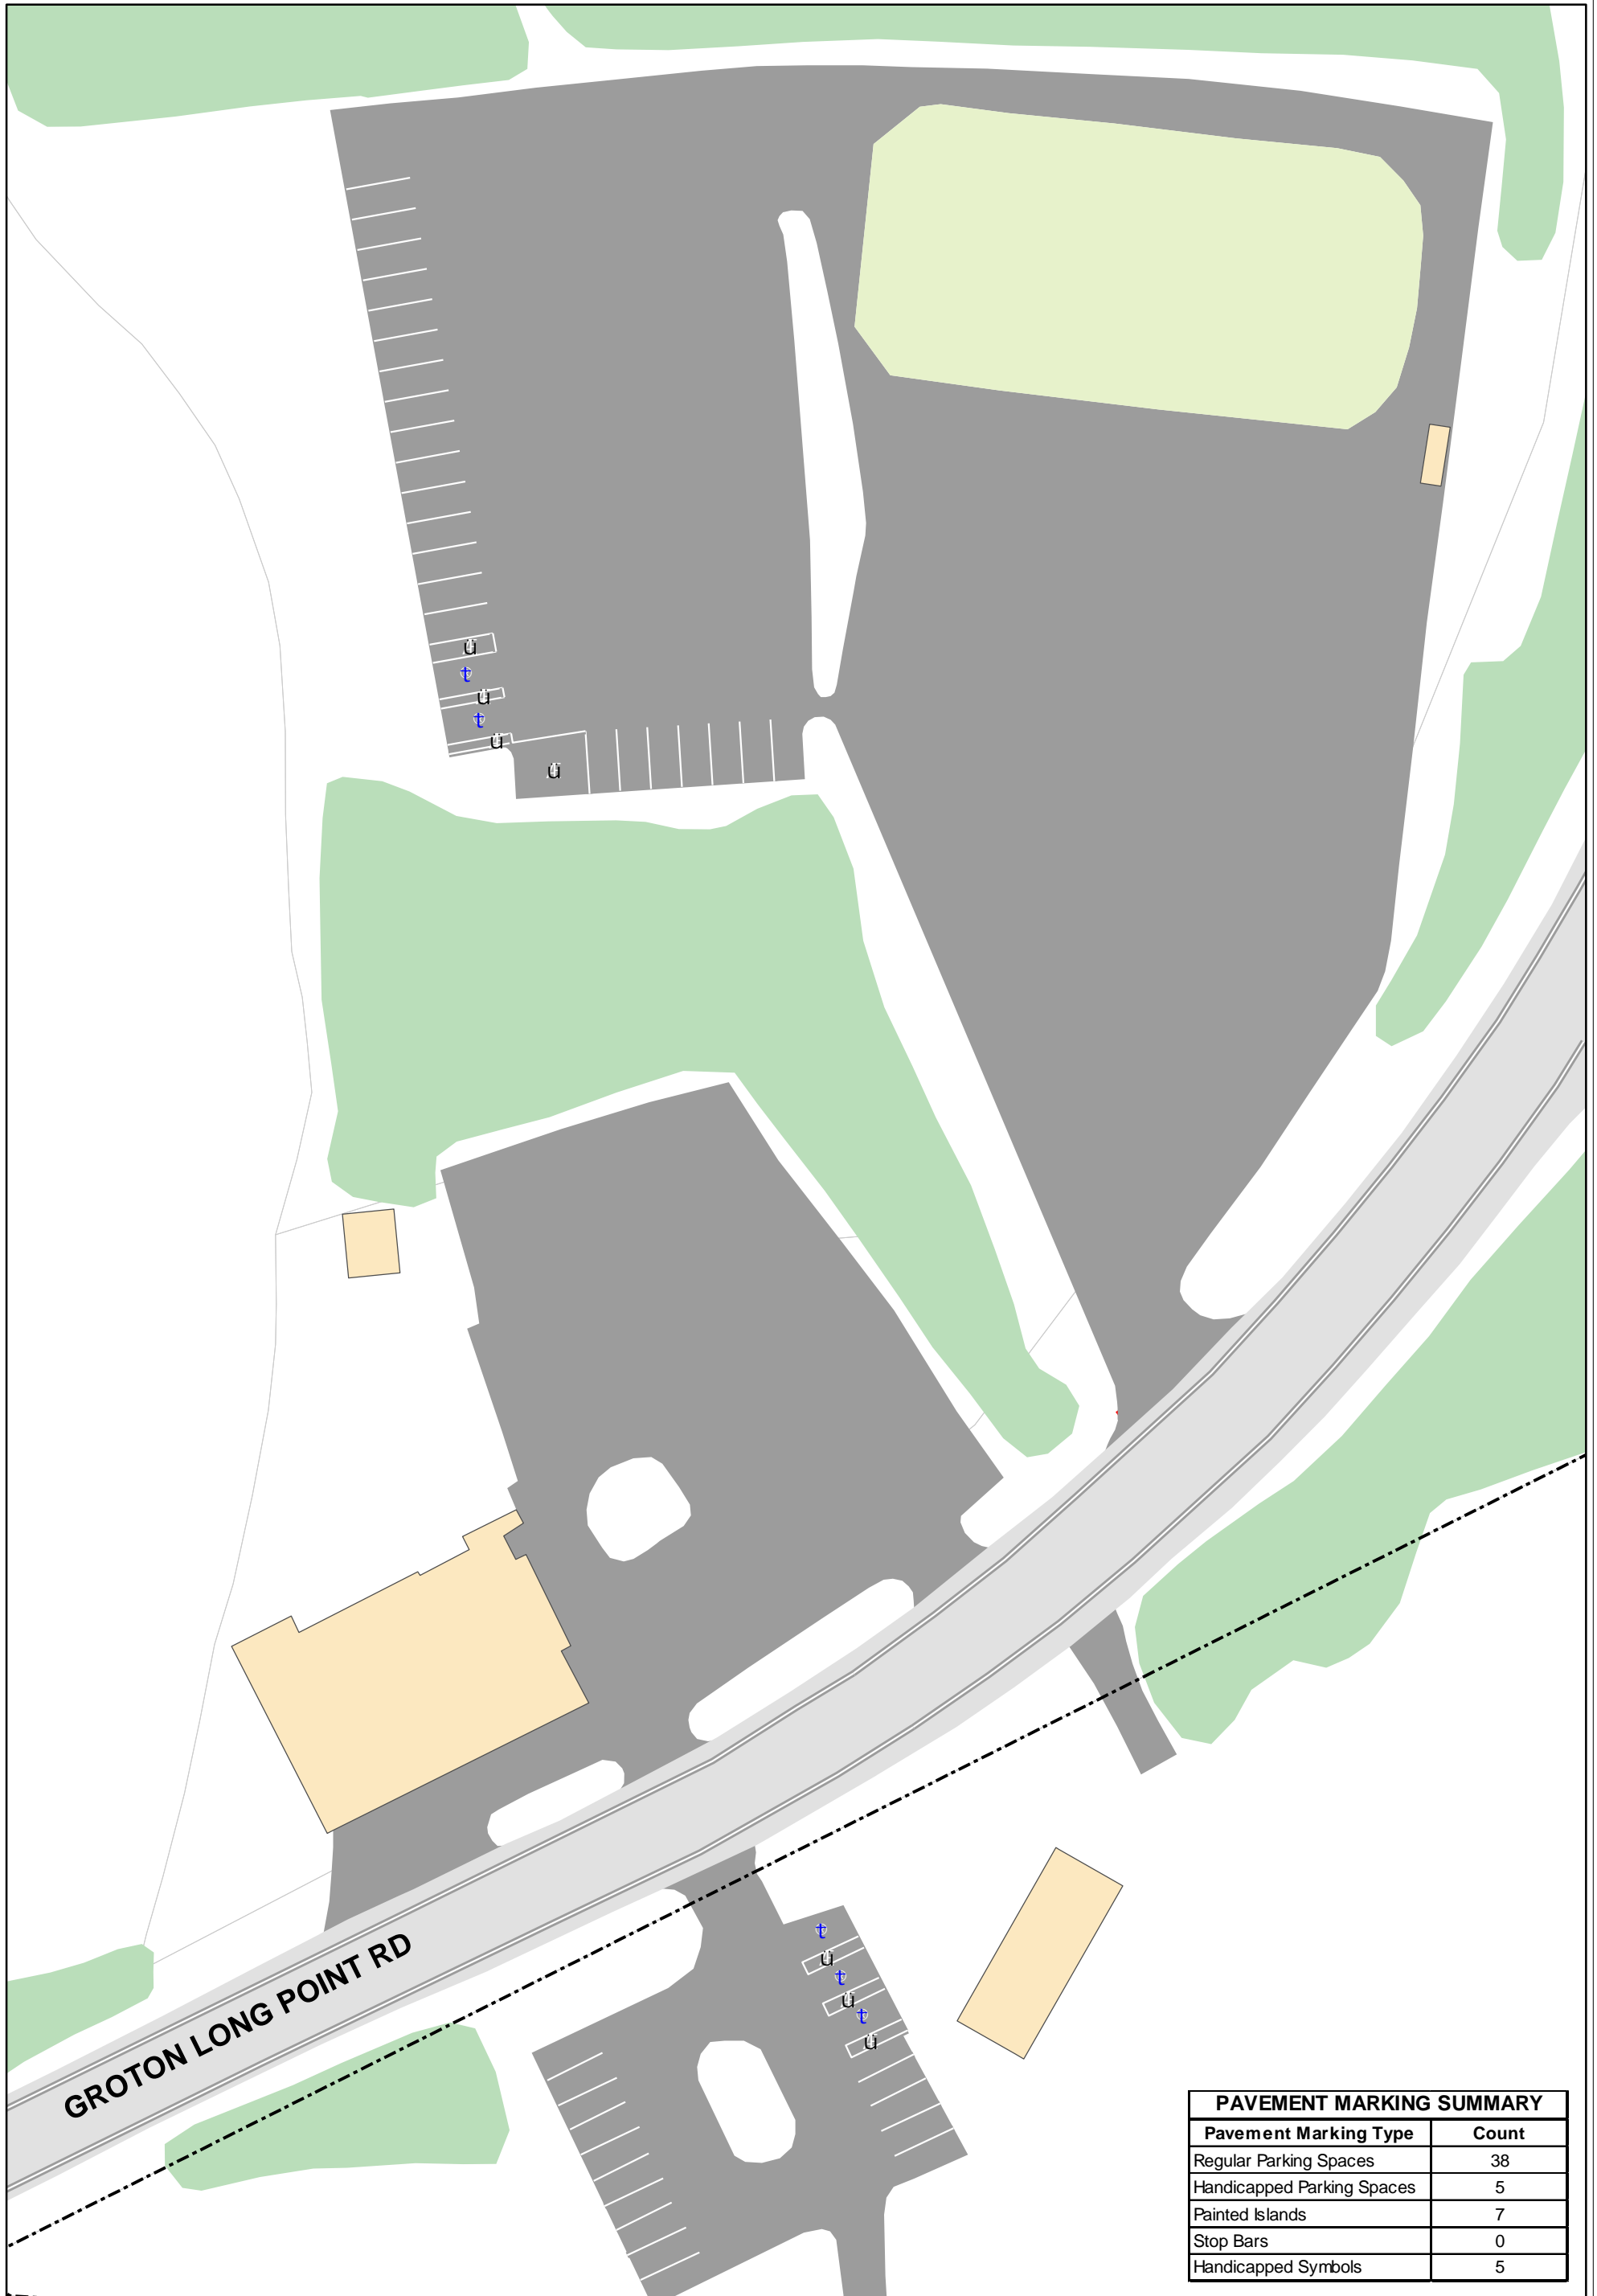 ü
t
ü
t
ü
ü
t
ü
t
ü
t
ü
GROTON LONG POINT RD
PAVEMENT MARKING SUMMARY
Pavement Marking Type Count
Regular Parking Spaces 38
Handicapped Parking Spaces 5
Painted Islands 7
Stop Bars 0
Handicapped Symbols 5